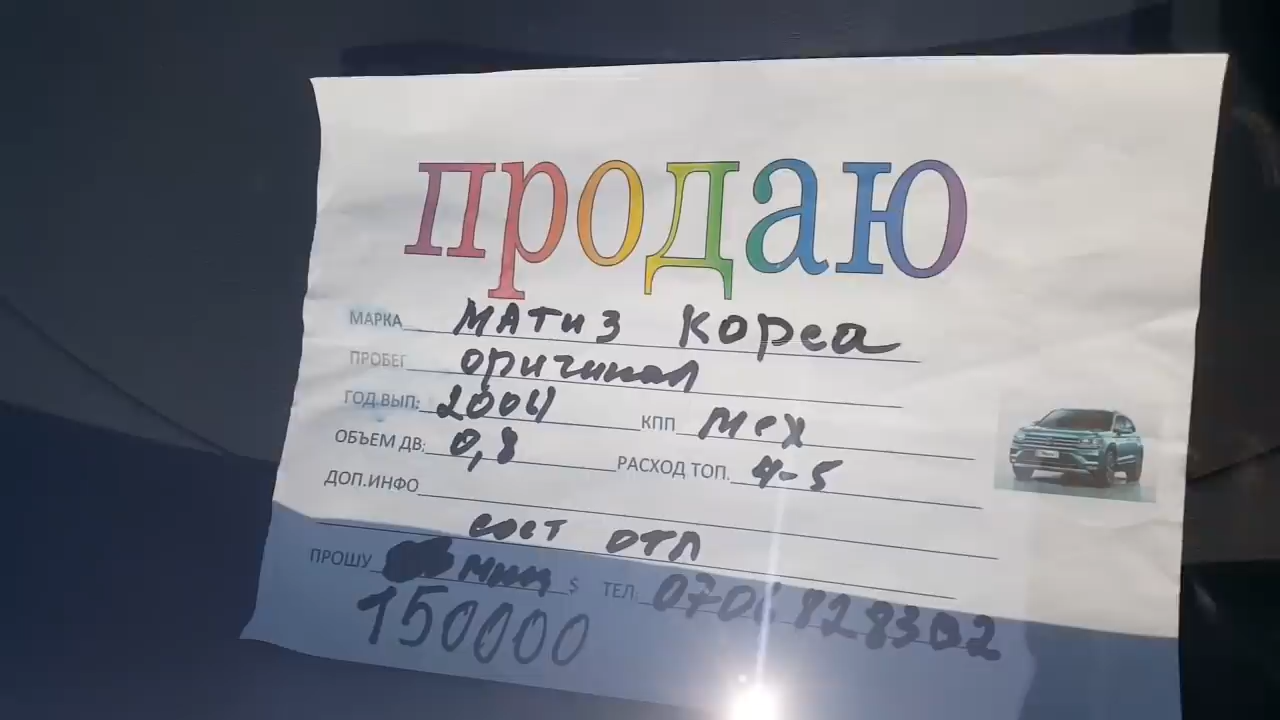 продаю
МАРКА Матиз Кореа
ПРОБЕГ оригинал
ГОД ВЫП: 2004 КПП Мех
ОБЪЕМ ДВ: 0,8 РАСХОД ТОП. 4-5
ДОП.ИНФО
сост отл
ПРОШУ $ ТЕЛ:
150000